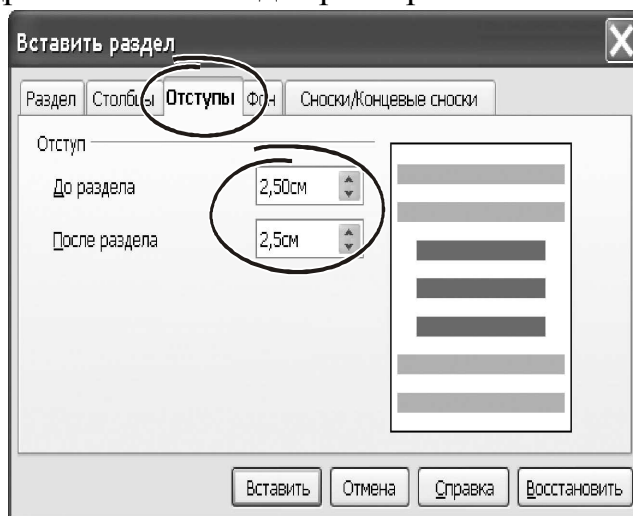 Вставить раздел
Раздел Столбцы Отступы Фон Сноски/Концевые сноски
Отступ
До раздела 2,50см
После раздела 2,5см
Вставить Отмена Справка Восстановить